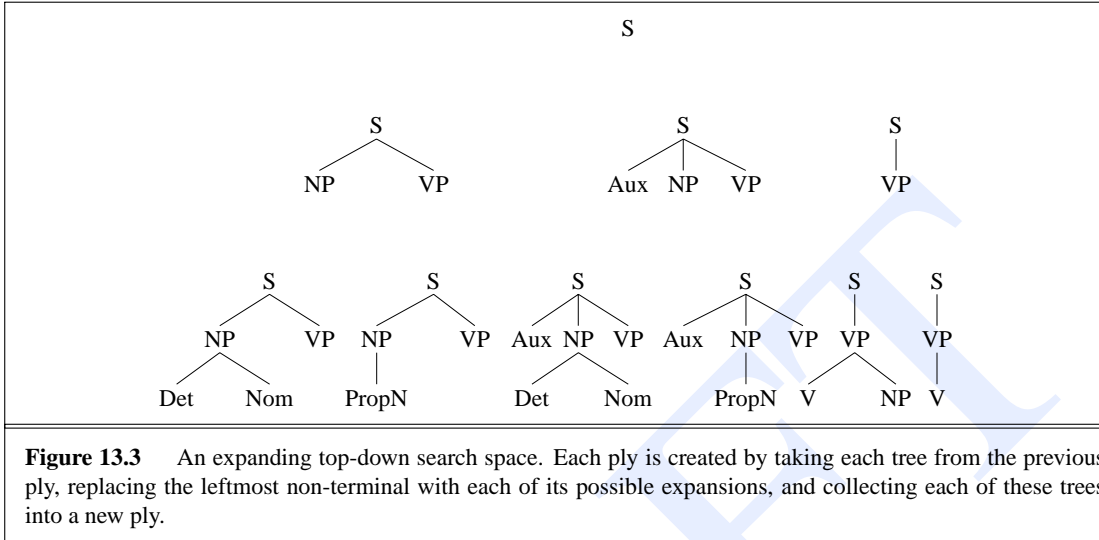 S
S S S
NP VP Aux NP VP VP
S S S S S S
NP VP NP VP Aux NP VP Aux NP VP VP VP
Det Nom PropN Det Nom PropN V NP V
Figure 13.3 An expanding top-down search space. Each ply is created by taking each tree from the previous
ply, replacing the leftmost non-terminal with each of its possible expansions, and collecting each of these trees
into a new ply.